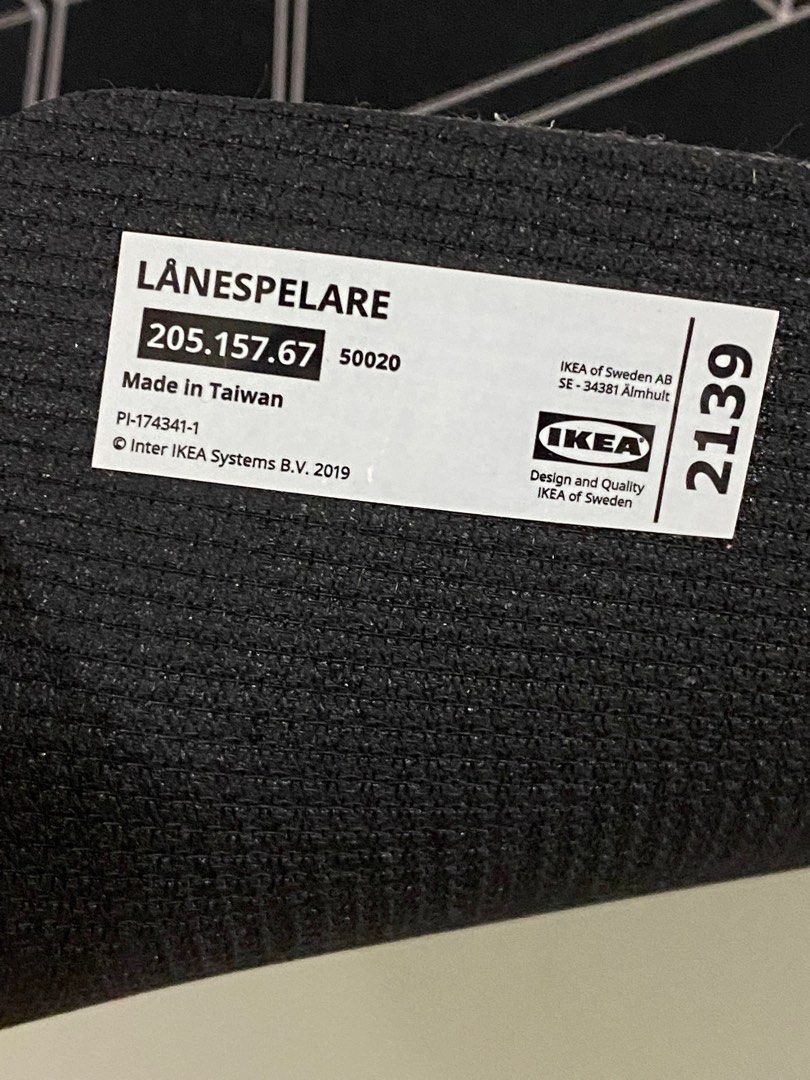 LÅNESPELARE
205.157.67 50020
Made in Taiwan
PI-174341-1
© Inter IKEA Systems B.V. 2019
IKEA of Sweden AB
SE - 34381 Älmhult
IKEA
Design and Quality
IKEA of Sweden
2139